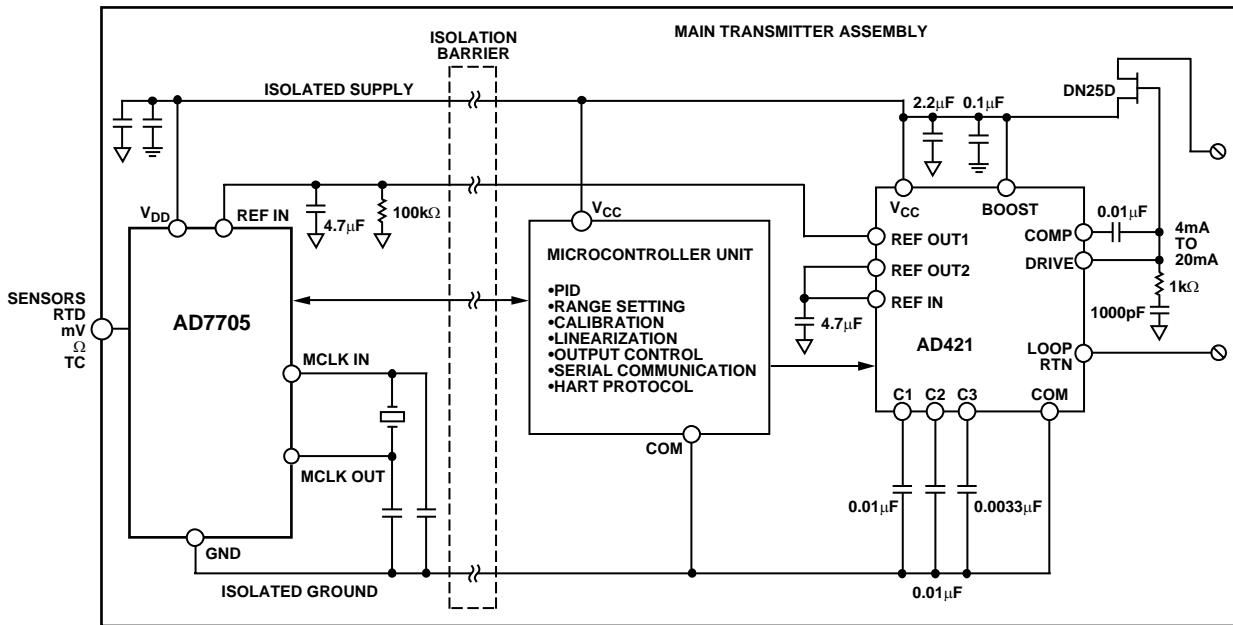 ISOLATION
BARRIER
MAIN TRANSMITTER ASSEMBLY
ISOLATED SUPPLY
DN25D
2.2μF
0.1μF
VDD
REF IN
4.7μF
100kΩ
VCC
MICROCONTROLLER UNIT
•PID
•RANGE SETTING
•CALIBRATION
•LINEARIZATION
•OUTPUT CONTROL
•SERIAL COMMUNICATION
•HART PROTOCOL
COM
VCC
BOOST
REF OUT1
REF OUT2
REF IN
4.7μF
AD421
COMP
DRIVE
0.01μF
4mA
TO
20mA
1kΩ
1000pF
LOOP
RTN
C1
C2
C3
COM
SENSORS
RTD
mV
Ω
TC
AD7705
MCLK IN
MCLK OUT
GND
ISOLATED GROUND
0.01μF
0.01μF
0.0033μF